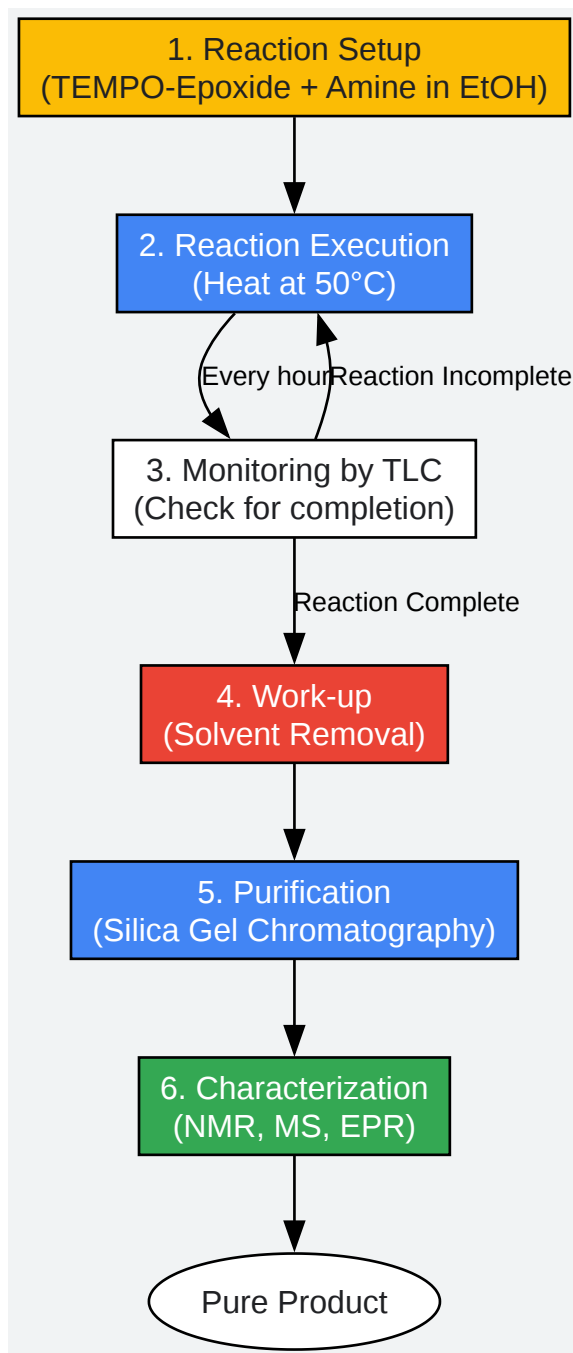 1. Reaction Setup
(TEMPO-Epoxide + Amine in EtOH)
2. Reaction Execution
(Heat at 50°C)
Every hour
Reaction Incomplete
3. Monitoring by TLC
(Check for completion)
Reaction Complete
4. Work-up
(Solvent Removal)
5. Purification
(Silica Gel Chromatography)
6. Characterization
(NMR, MS, EPR)
Pure Product